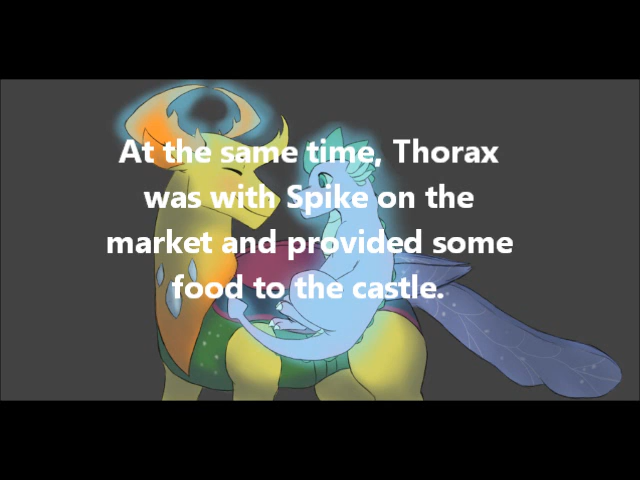 At the same time, Thorax
was with Spike on the
market and provided some
food to the castle.